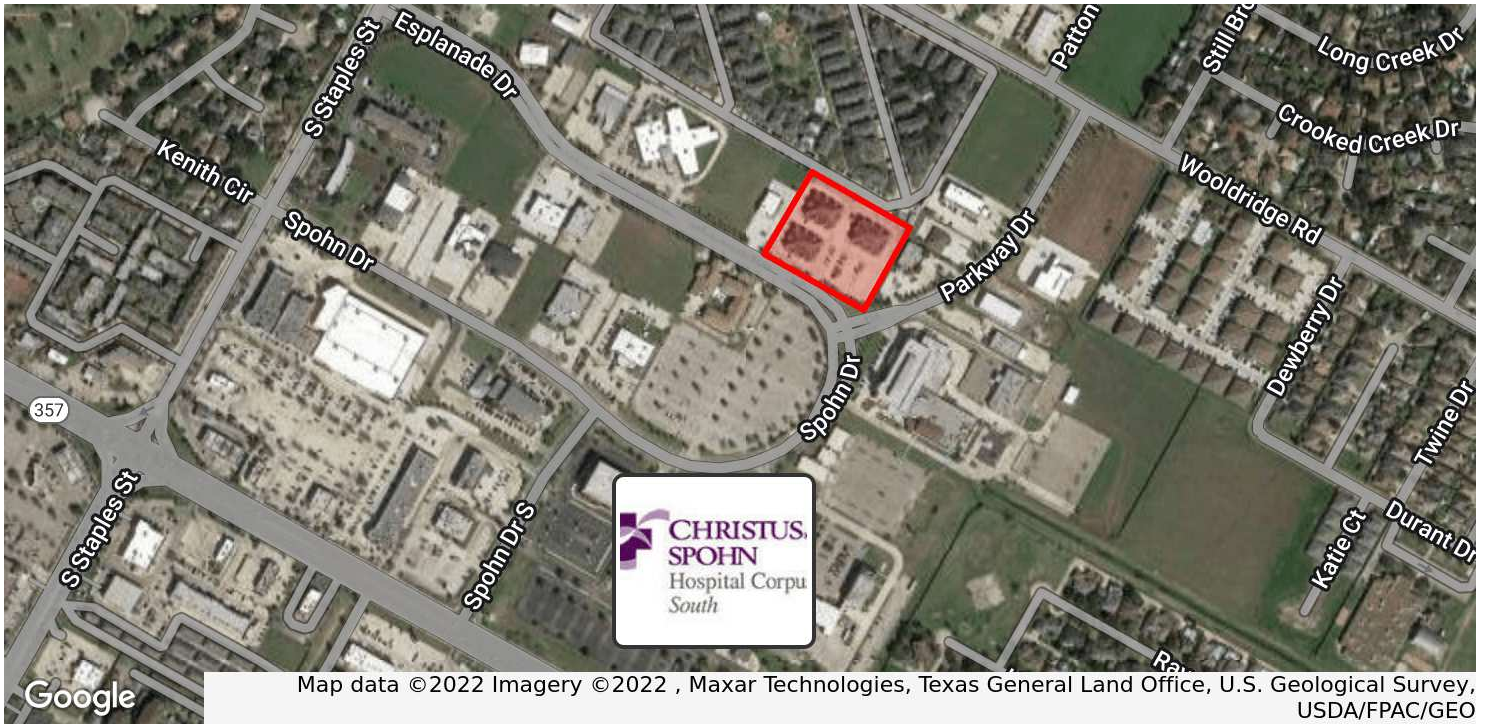 Esplanade Dr
S Staples St
Patton
Still Bro
Long Creek Dr
Crooked Creek Dr
Kenith Cir
Wooldridge Rd
Spohn Dr
Parkway Dr
Dewberry Dr
357
Spohn Dr
Twine Dr
S Staples St
Spohn Dr S
CHRISTUS.
SPOHN
Hospital Corpu
South
Durant Dr
Katie Ct
Ray
Google
Map data ©2022 Imagery ©2022 , Maxar Technologies, Texas General Land Office, U.S. Geological Survey,
USDA/FPAC/GEO